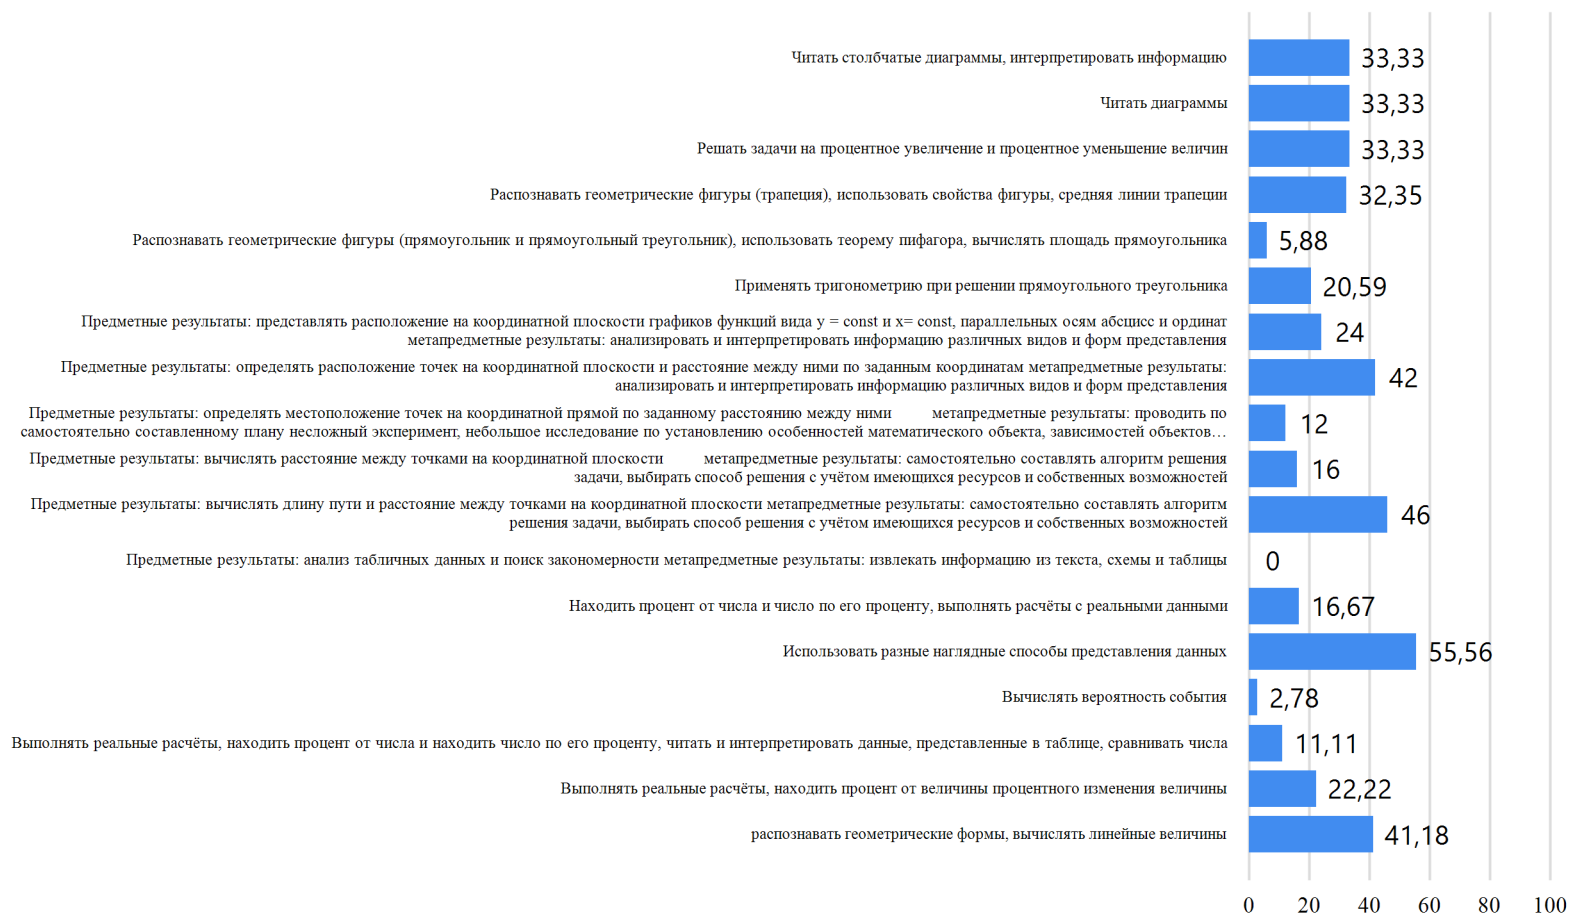 Читать столбчатые диаграммы, интерпретировать информацию 33,33
Читать диаграммы 33,33
Решать задачи на процентное увеличение и процентное уменьшение величин 33,33
Распознавать геометрические фигуры (трапеция), использовать свойства фигуры, средняя линии трапеции 32,35
Распознавать геометрические фигуры (прямоугольник и прямоугольный треугольник), использовать теорему пифагора, вычислять площадь прямоугольника 5,88
Применять тригонометрию при решении прямоугольного треугольника 20,59
Предметные результаты: представлять расположение на координатной плоскости графиков функций вида y = const и x= const, параллельных осям абсцисс и ординат
метапредметные результаты: анализировать и интерпретировать информацию различных видов и форм представления 24
Предметные результаты: определять расположение точек на координатной плоскости и расстояние между ними по заданным координатам метапредметные результаты:
анализировать и интерпретировать информацию различных видов и форм представления 42
Предметные результаты: определять местоположение точек на координатной прямой по заданному расстоянию между ними метапредметные результаты: проводить по
самостоятельно составленному плану несложный эксперимент, небольшое исследование по установлению особенностей математического объекта, зависимостей объектов… 12
Предметные результаты: вычислять расстояние между точками на координатной плоскости метапредметные результаты: самостоятельно составлять алгоритм решения
задачи, выбирать способ решения с учётом имеющихся ресурсов и собственных возможностей 16
Предметные результаты: вычислять длину пути и расстояние между точками на координатной плоскости метапредметные результаты: самостоятельно составлять алгоритм
решения задачи, выбирать способ решения с учётом имеющихся ресурсов и собственных возможностей 46
Предметные результаты: анализ табличных данных и поиск закономерности метапредметные результаты: извлекать информацию из текста, схемы и таблицы 0
Находить процент от числа и число по его проценту, выполнять расчёты с реальными данными 16,67
Использовать разные наглядные способы представления данных 55,56
Вычислять вероятность события 2,78
Выполнять реальные расчёты, находить процент от числа и находить число по его проценту, читать и интерпретировать данные, представленные в таблице, сравнивать числа 11,11
Выполнять реальные расчёты, находить процент от величины процентного изменения величины 22,22
распознавать геометрические формы, вычислять линейные величины 41,18
0 20 40 60 80 100